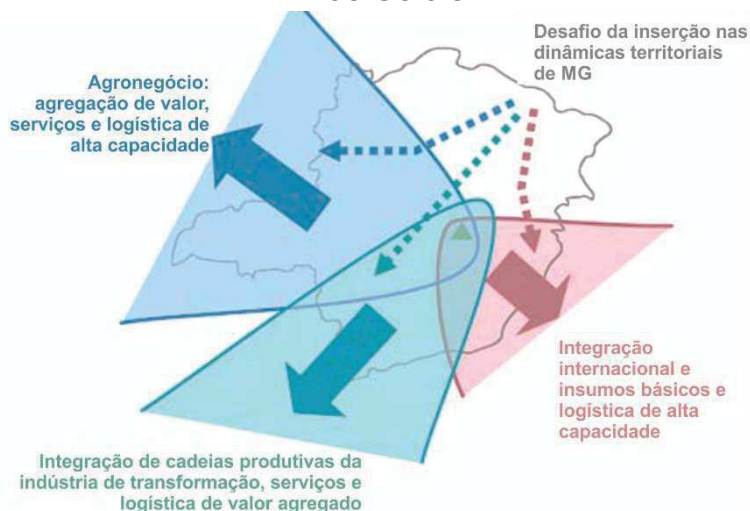 Desafio da inserção nas
dinâmicas territoriais
de MG
Agronegócio:
agregação de valor,
serviços e logística de
alta capacidade
Integração
internacional e
insumos básicos e
logística de alta
capacidade
Integração de cadeias produtivas da
indústria de transformação, serviços e
logística de valor agregado